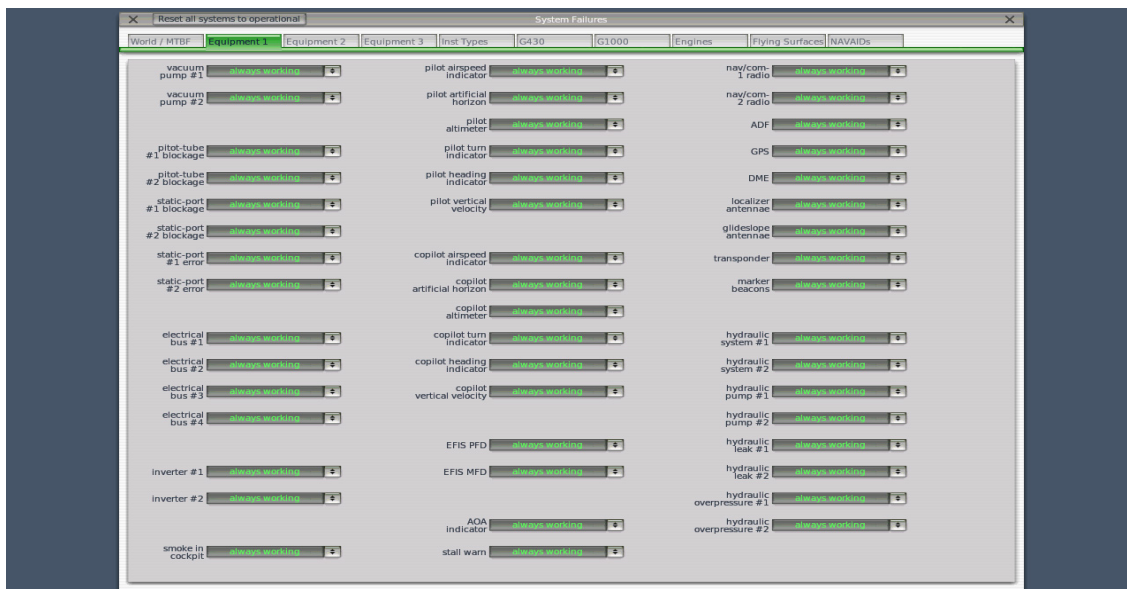 Reset all systems to operational
System Failures
World / MTBF
Equipment 1
Equipment 2
Equipment 3
Inst Types
G430
G1000
Engines
Flying Surfaces
NAVAIDs
vacuum
pump #1
always working
vacuum
pump #2
always working
pitot-tube
#1 blockage
always working
pitot-tube
#2 blockage
always working
static-port
#1 blockage
always working
static-port
#2 blockage
always working
static-port
#1 error
always working
static-port
#2 error
always working
electrical
bus #1
always working
electrical
bus #2
always working
electrical
bus #3
always working
electrical
bus #4
always working
inverter #1
always working
inverter #2
always working
smoke in
cockpit
always working
pilot airspeed
indicator
always working
pilot artificial
horizon
always working
pilot
altimeter
always working
pilot turn
indicator
always working
pilot heading
indicator
always working
pilot vertical
velocity
always working
copilot airspeed
indicator
always working
copilot
artificial horizon
always working
copilot
altimeter
always working
copilot turn
indicator
always working
copilot heading
indicator
always working
copilot
vertical velocity
always working
EFIS PFD
always working
EFIS MFD
always working
AOA
indicator
always working
stall warn
always working
nav/com-
1 radio
always working
nav/com-
2 radio
always working
ADF
always working
GPS
always working
DME
always working
localizer
antennae
always working
glideslope
antennae
always working
transponder
always working
marker
beacons
always working
hydraulic
system #1
always working
hydraulic
system #2
always working
hydraulic
pump #1
always working
hydraulic
pump #2
always working
hydraulic
leak #1
always working
hydraulic
leak #2
always working
hydraulic
overpressure #1
always working
hydraulic
overpressure #2
always working